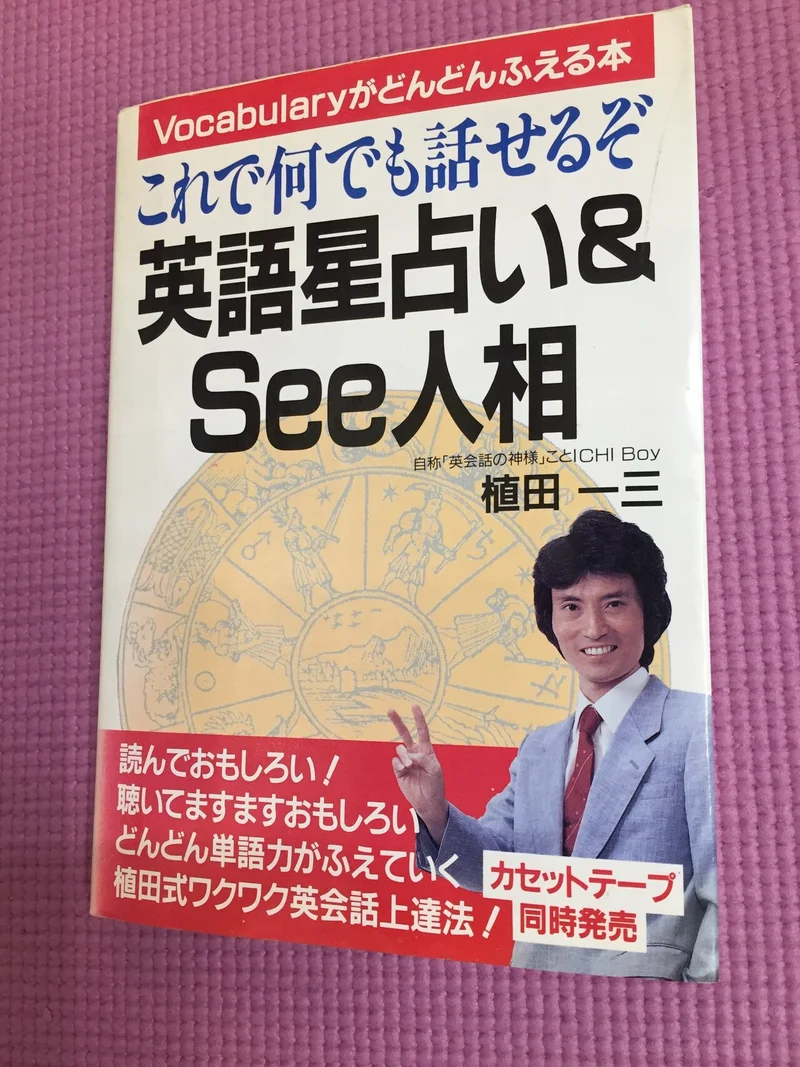 Vocabularyがどんどんふえる本
これで何でも話せるぞ
英語星占い&
See人相
自称「英会話の神様」ことICHI Boy
植田 一三
読んでおもしろい!
聴いてますますおもしろい
どんどん単語力がふえていく
植田式ワクワク英会話上達法!
カセットテープ
同時発売